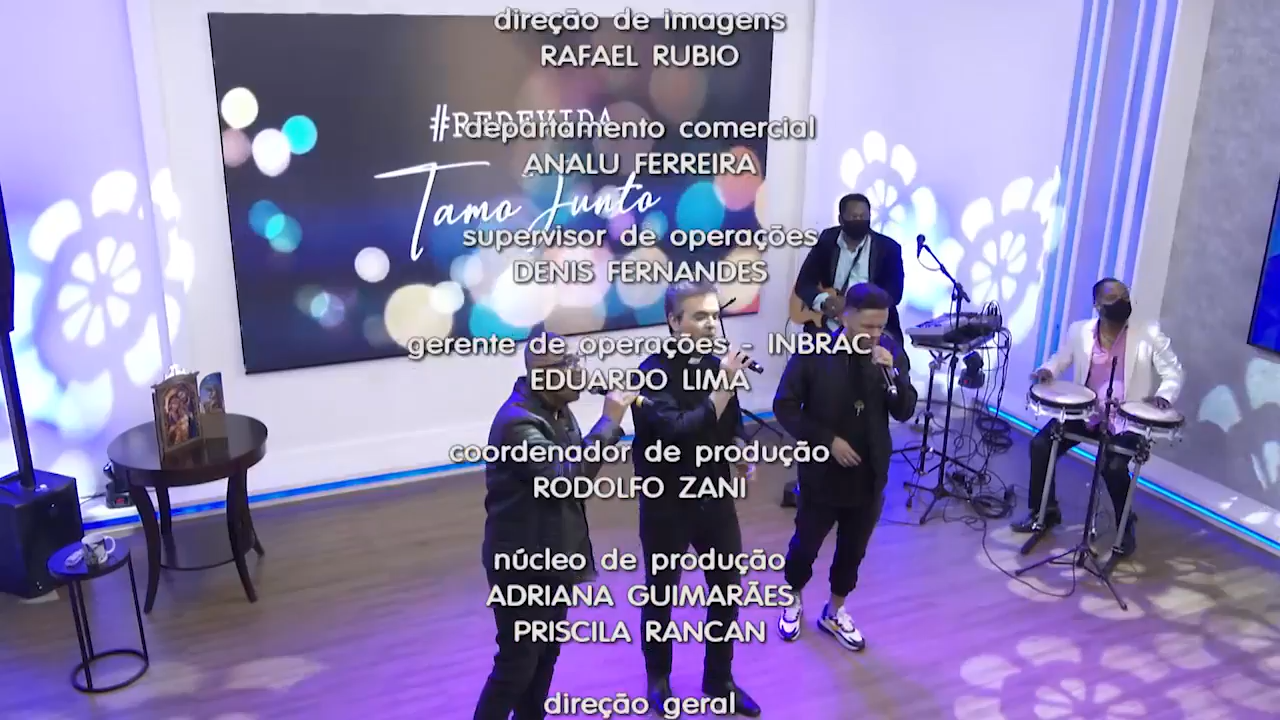 direção de imagens
RAFAEL RUBIO
#REDEVIDA
departamento comercial
ANALU FERREIRA
Tamo Junto
supervisor de operações
DENIS FERNANDES
gerente de operações - INBRAC
EDUARDO LIMA
coordenador de produção
RODOLFO ZANI
núcleo de produção
ADRIANA GUIMARÃES
PRISCILA RANCAN
direção geral